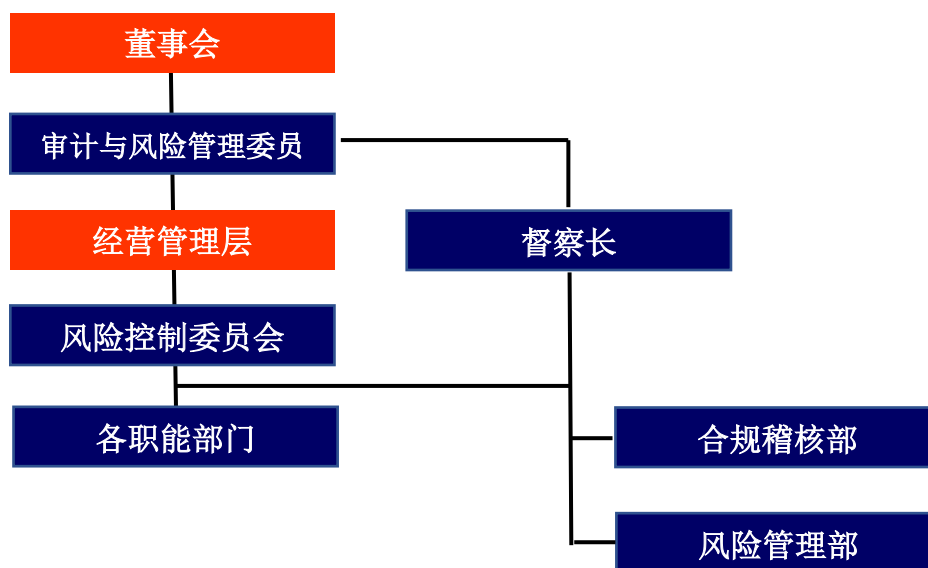 董事会
审计与风险管理委员
经营管理层
督察长
风险控制委员会
各职能部门
合规稽核部
风险管理部